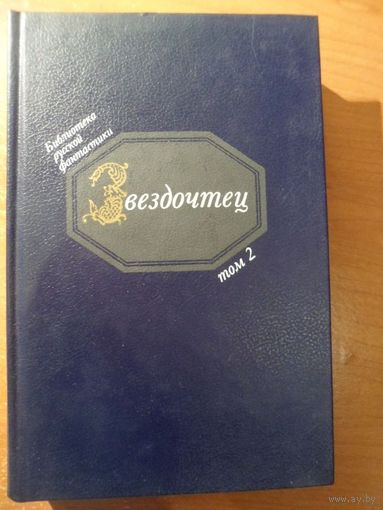 Библиотека
русской
фантастики
Звездочтец
том 2
www.ay.by